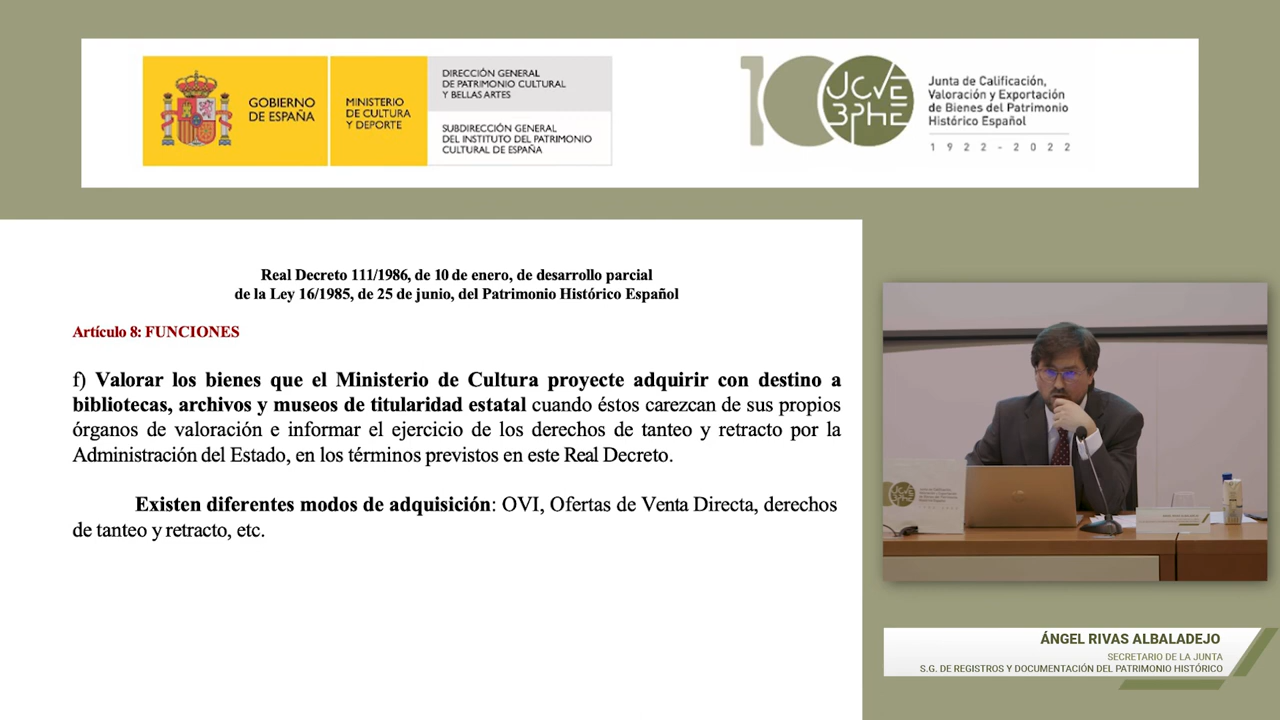 GOBIERNO
DE ESPAÑA
MINISTERIO
DE CULTURA
Y DEPORTE
DIRECCIÓN GENERAL
DE PATRIMONIO CULTURAL
Y BELLAS ARTES
SUBDIRECCIÓN GENERAL
DEL INSTITUTO DEL PATRIMONIO
CULTURAL DE ESPAÑA
100
JCVE
BPHE
Junta de Calificación,
Valoración y Exportación
de Bienes del Patrimonio
Histórico Español
1922-2022
Real Decreto 111/1986, de 10 de enero, de desarrollo parcial
de la Ley 16/1985, de 25 de junio, del Patrimonio Histórico Español
Artículo 8: FUNCIONES
f) Valorar los bienes que el Ministerio de Cultura proyecte adquirir con destino a
bibliotecas, archivos y museos de titularidad estatal cuando éstos carezcan de sus propios
órganos de valoración e informar el ejercicio de los derechos de tanteo y retracto por la
Administración del Estado, en los términos previstos en este Real Decreto.
Existen diferentes modos de adquisición: OVI, Ofertas de Venta Directa, derechos
de tanteo y retracto, etc.
ÁNGEL RIVAS ALBALADEJO
SECRETARIO DE LA JUNTA
S.G. DE REGISTROS Y DOCUMENTACIÓN DEL PATRIMONIO HISTÓRICO